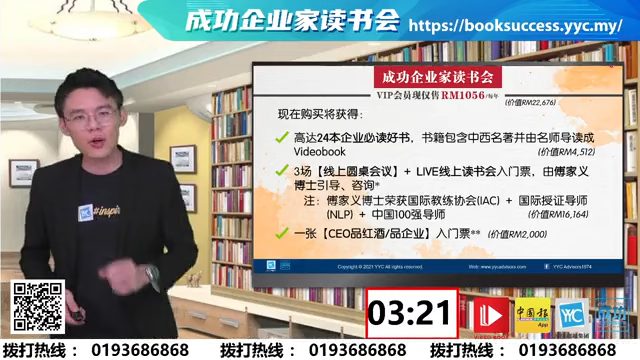 成功企业家读书会
https://booksuccess.yyc.my/
成功企业家读书会
VIP会员现仅售RM1056/每年
(价值RM22,676)
现在购买将获得：
高达24本企业必读好书，书籍包含中西名著并由名师导读成
Videobook
(价值RM4,512)
3场【线上圆桌会议】+ LIVE线上读书会入门票，由傅家义
博士引导、咨询*
注：傅家义博士荣获国际教练协会(IAC) + 国际授证导师
(NLP) + 中国100强导师
(价值RM16,164)
一张【CEO品红酒/品企业】入门票**
(价值RM2,000)
Copyright © 2021 YYC All rights reserved.
Web: www.yycadvisors.com
YYC Advisors1974
YYC
#inspire
03:21
中国报
App
YYC
拨打热线： 0193686868
拨打热线： 0193686868
拨打热线： 0193686868